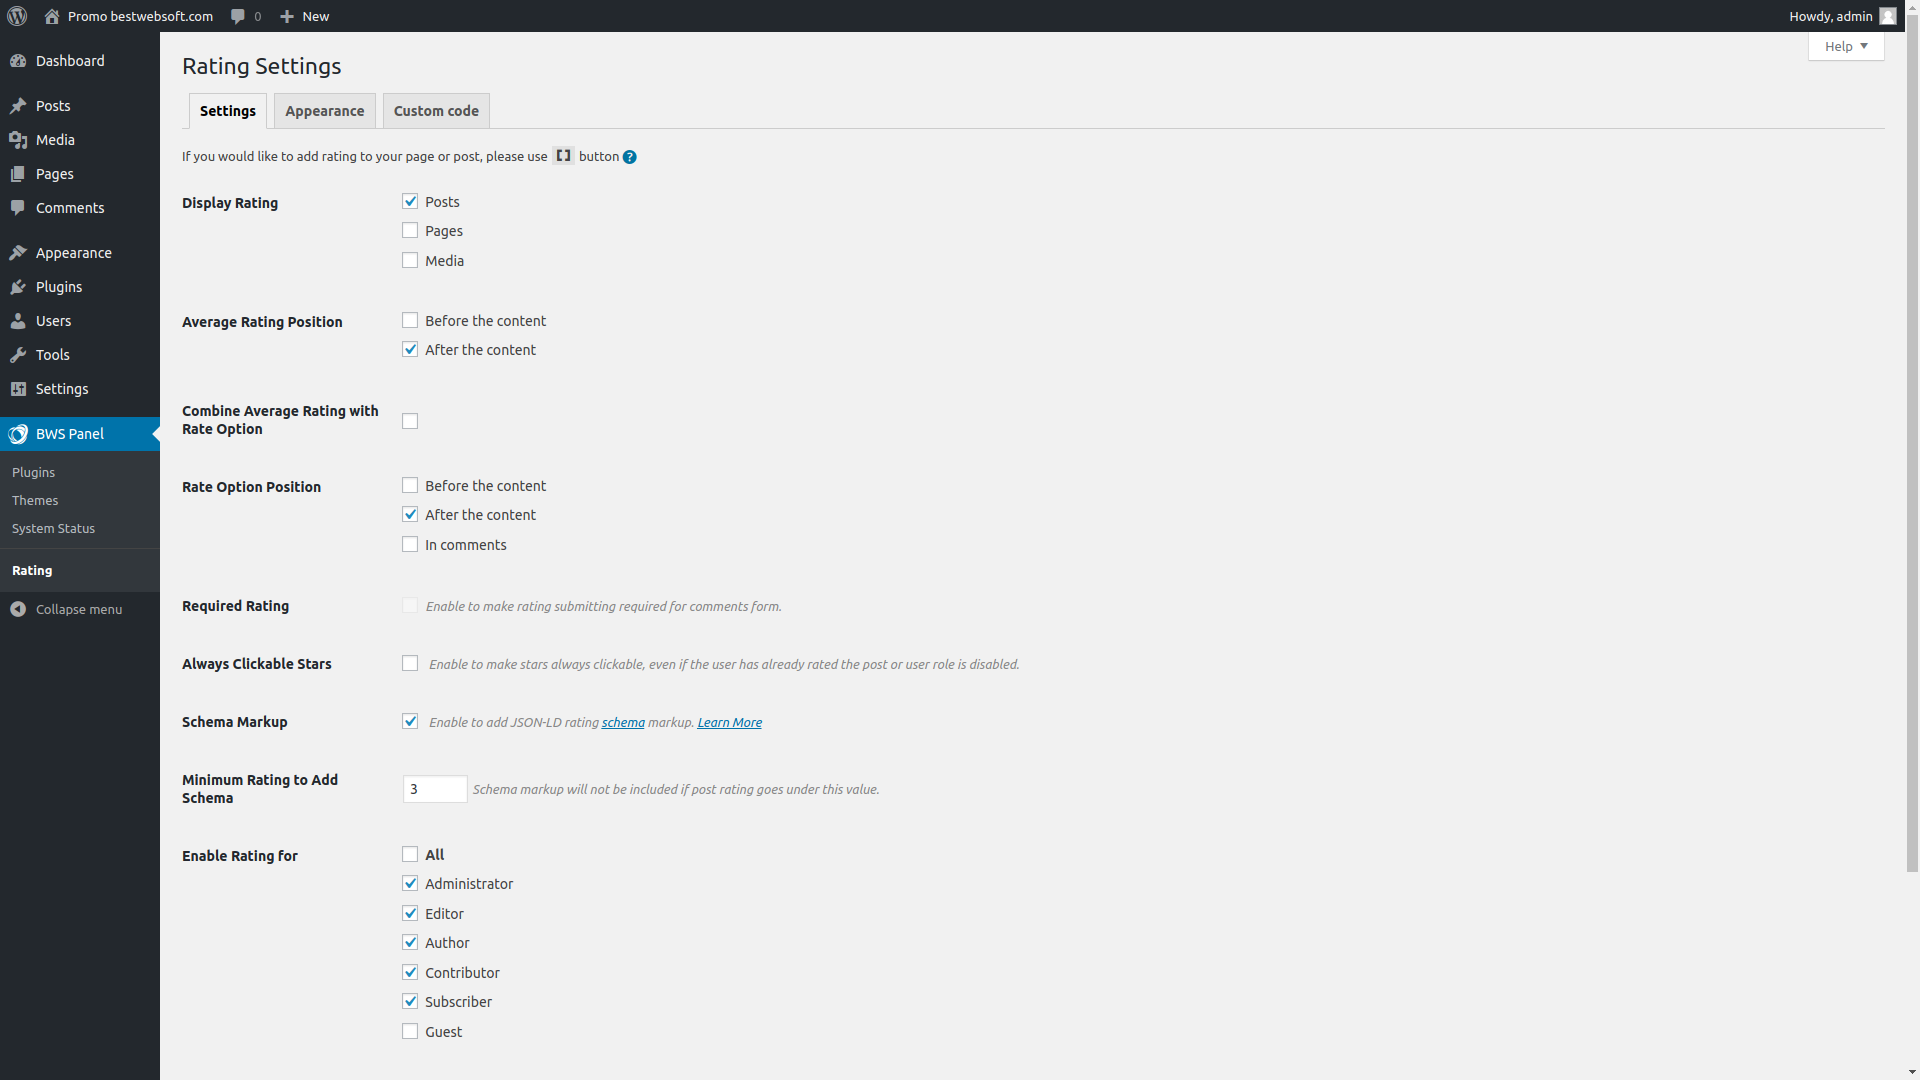 Promo bestwebsoft.com 0 New Howdy, admin
Help
Dashboard
Posts
Media
Pages
Comments
Appearance
Plugins
Users
Tools
Settings
BWS Panel
Plugins
Themes
System Status
Rating
Collapse menu
Rating Settings
Settings Appearance Custom code
If you would like to add rating to your page or post, please use [] button ?
Display Rating
Posts
Pages
Media
Average Rating Position
Before the content
After the content
Combine Average Rating with
Rate Option
Rate Option Position
Before the content
After the content
In comments
Required Rating
Enable to make rating submitting required for comments form.
Always Clickable Stars
Enable to make stars always clickable, even if the user has already rated the post or user role is disabled.
Schema Markup
Enable to add JSON-LD rating schema markup. Learn More
Minimum Rating to Add
Schema
3 Schema markup will not be included if post rating goes under this value.
Enable Rating for
All
Administrator
Editor
Author
Contributor
Subscriber
Guest